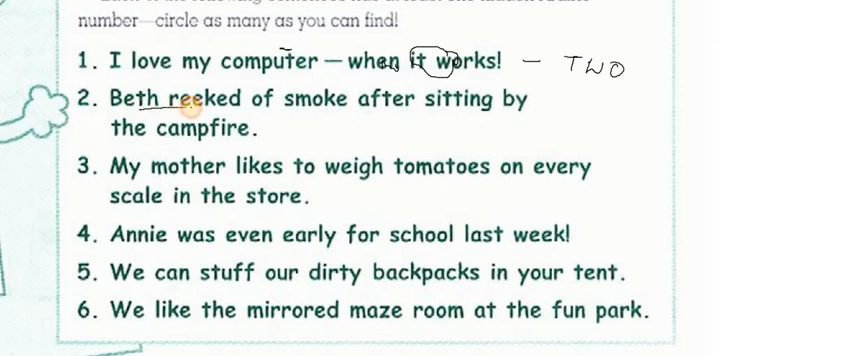 number—circle as many as you can find!
1. I love my computer — when it works! — TWO
2. Beth reeked of smoke after sitting by
the campfire.
3. My mother likes to weigh tomatoes on every
scale in the store.
4. Annie was even early for school last week!
5. We can stuff our dirty backpacks in your tent.
6. We like the mirrored maze room at the fun park.